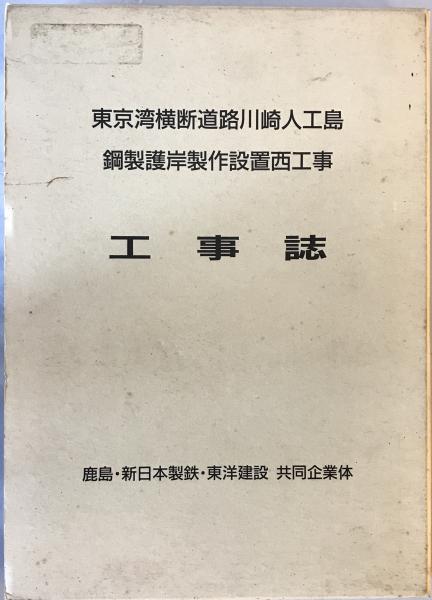 東京湾横断道路川崎人工島
鋼製護岸製作設置西工事
工事誌
鹿島・新日本製鉄・東洋建設 共同企業体